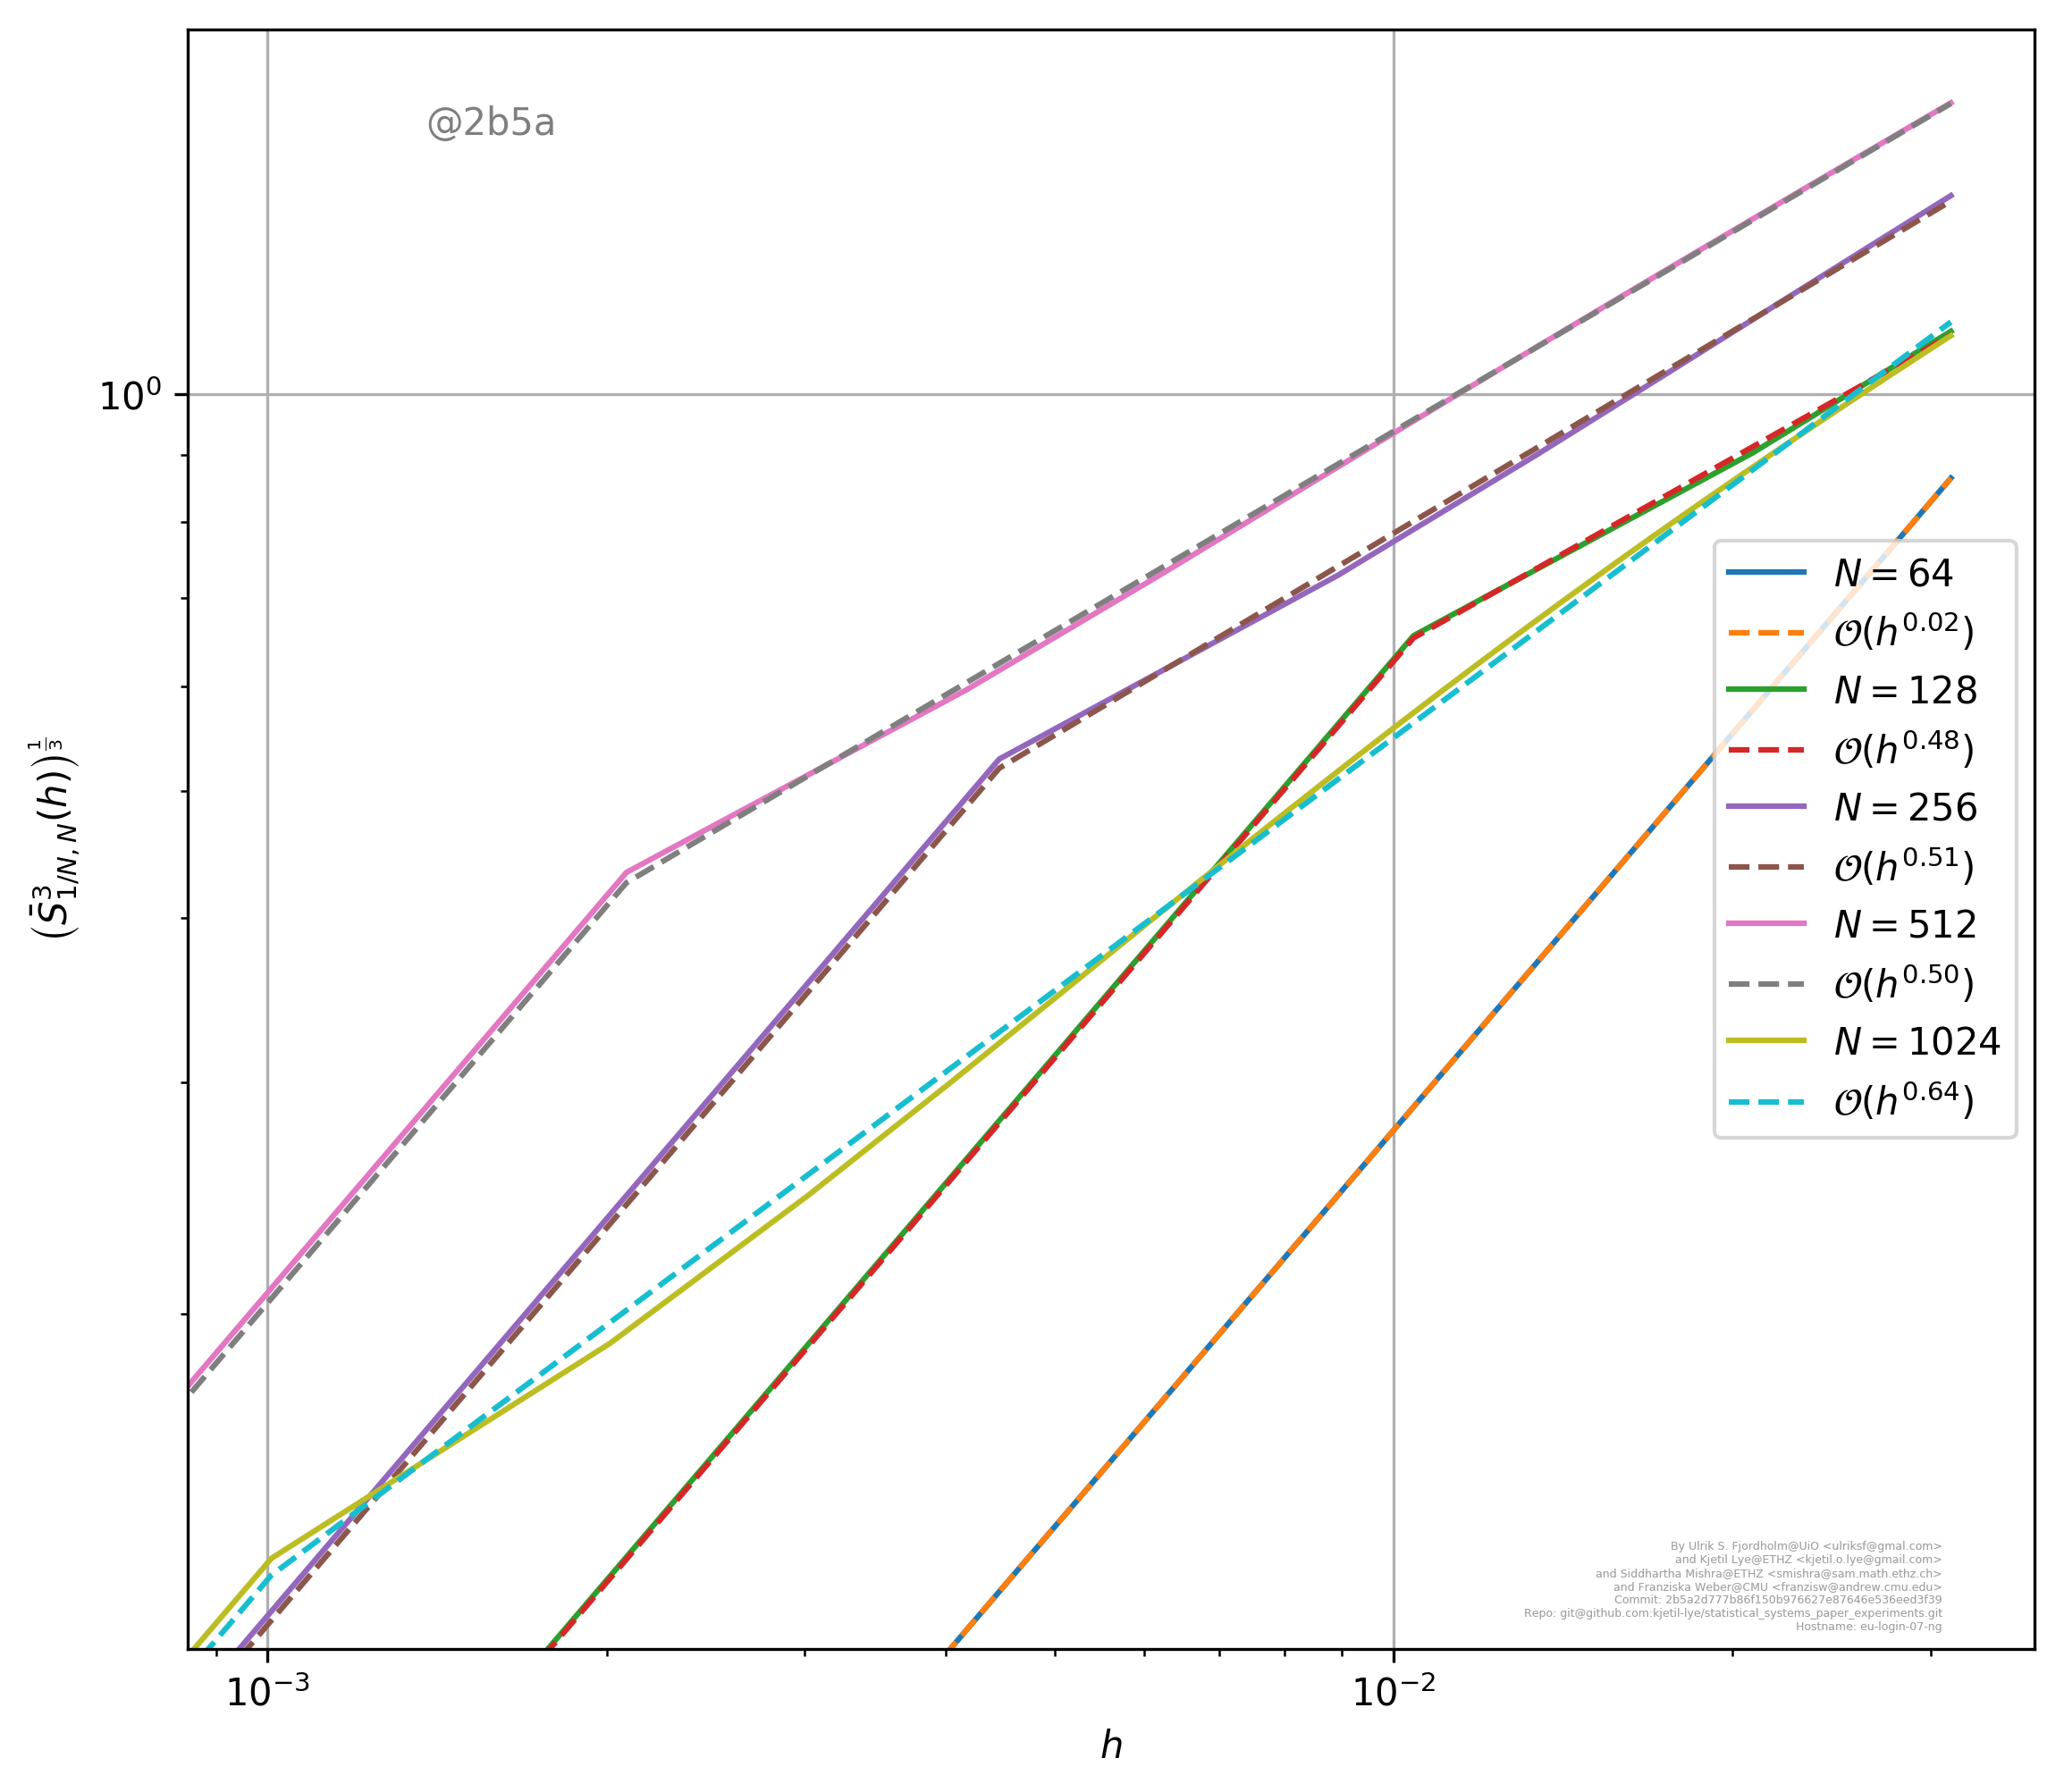 @2b5a
10⁰
(S̄³_{1/N, N}(h))^{1/3}
N = 64
𝒪(h^{0.02})
N = 128
𝒪(h^{0.48})
N = 256
𝒪(h^{0.51})
N = 512
𝒪(h^{0.50})
N = 1024
𝒪(h^{0.64})
By Ulrik S. Fjordholm@UiO <ulriksf@gmal.com>
and Kjetil Lye@ETHZ <kjetil.o.lye@gmail.com>
and Siddhartha Mishra@ETHZ <smishra@sam.math.ethz.ch>
and Franziska Weber@CMU <franzisw@andrew.cmu.edu>
Commit: 2b5a2d777b86f150b976627e87646e536eed3f39
Repo: git@github.com:kjetil-lye/statistical_systems_paper_experiments.git
Hostname: eu-login-07-ng
10⁻³ 10⁻²
h